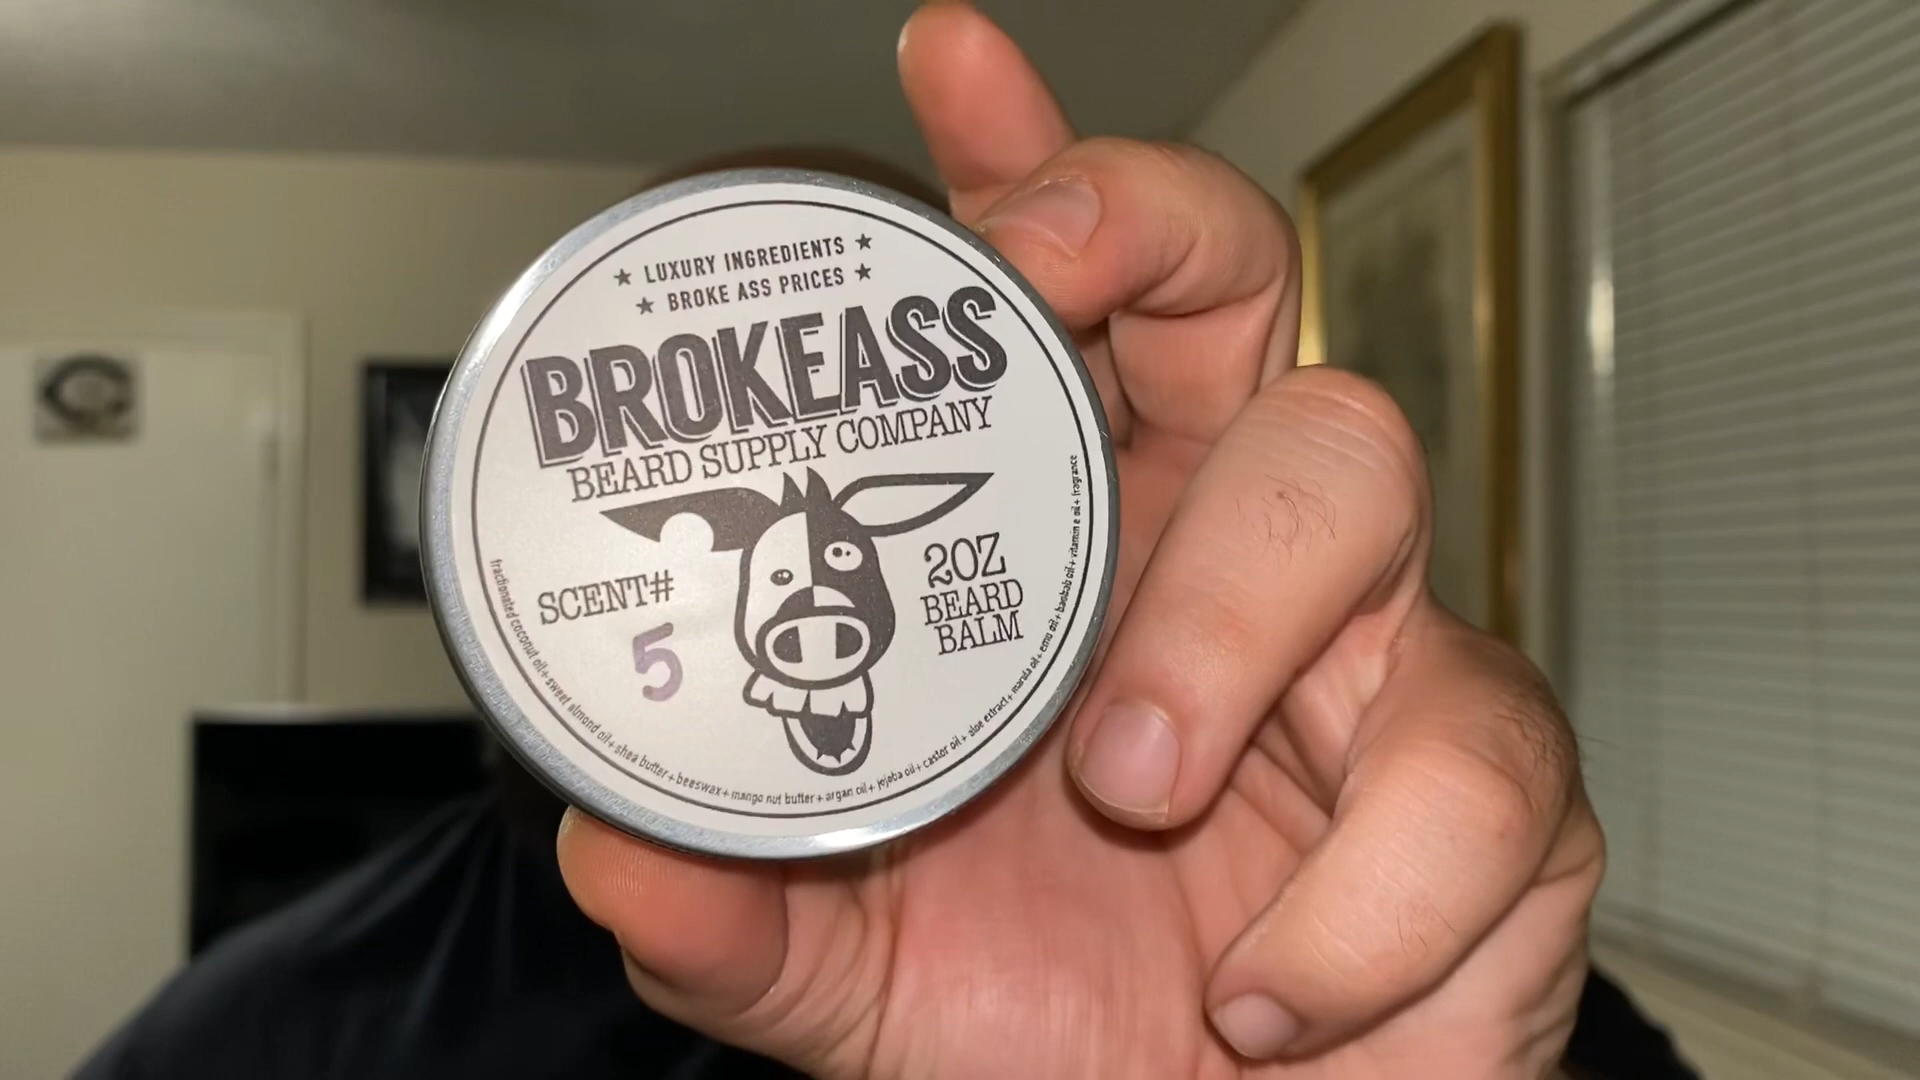 ★ LUXURY INGREDIENTS ★
★ BROKE ASS PRICES ★
BROKEASS
BEARD SUPPLY COMPANY
SCENT#
5
2OZ
BEARD
BALM
fractionated coconut oil + sweet almond oil + shea butter + beeswax + mango nut butter + argan oil + jojoba oil + castor oil + aloe extract + marula oil + emu oil + baobab oil + vitamin e oil + fragrance